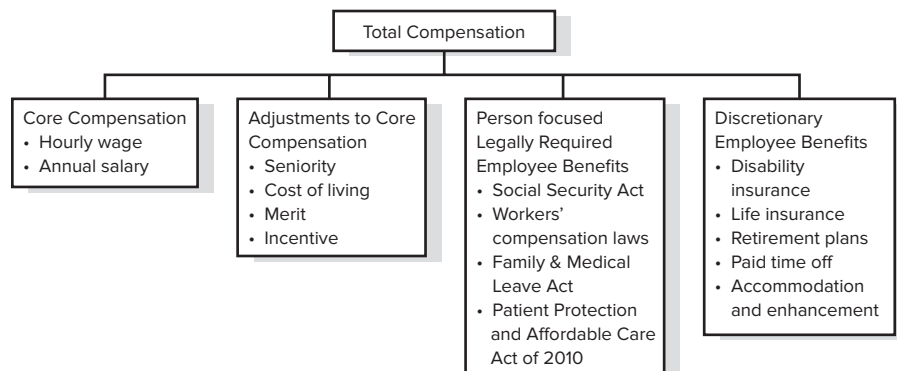 Total Compensation
Core Compensation
• Hourly wage
• Annual salary
Adjustments to Core
Compensation
• Seniority
• Cost of living
• Merit
• Incentive
Person focused
Legally Required
Employee Benefits
• Social Security Act
• Workers'
compensation laws
• Family & Medical
Leave Act
• Patient Protection
and Affordable Care
Act of 2010
Discretionary
Employee Benefits
• Disability
insurance
• Life insurance
• Retirement plans
• Paid time off
• Accommodation
and enhancement